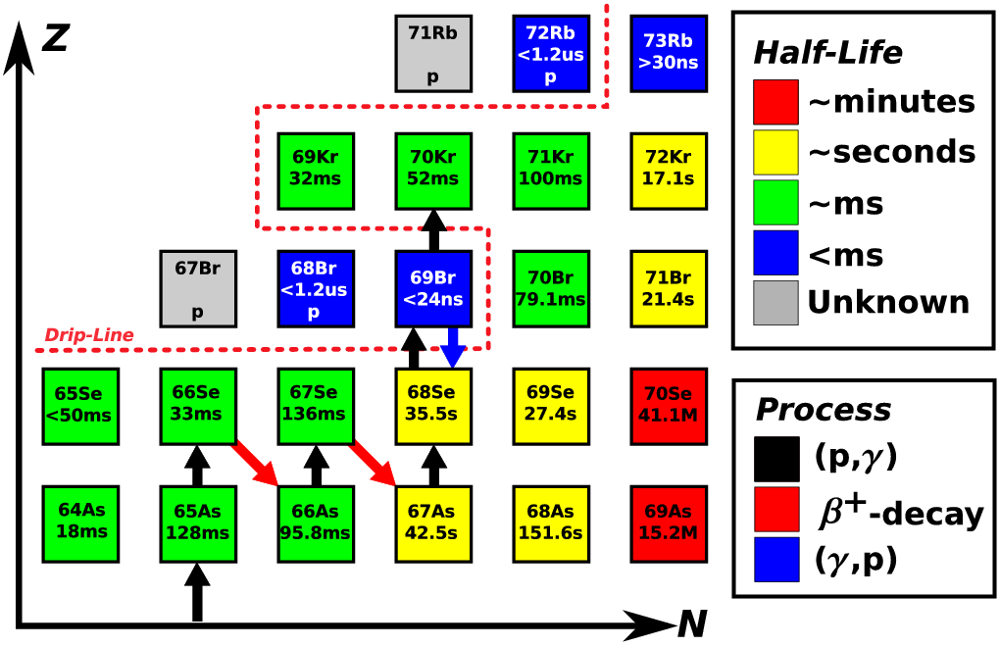 Z
71Rb
p
72Rb
<1.2us
p
73Rb
>30ns
69Kr
32ms
70Kr
52ms
71Kr
100ms
72Kr
17.1s
67Br
p
68Br
<1.2us
p
69Br
<24ns
70Br
79.1ms
71Br
21.4s
Drip-Line
65Se
<50ms
66Se
33ms
67Se
136ms
68Se
35.5s
69Se
27.4s
70Se
41.1M
64As
18ms
65As
128ms
66As
95.8ms
67As
42.5s
68As
151.6s
69As
15.2M
N
Half-Life
~minutes
~seconds
~ms
<ms
Unknown
Process
(p,γ)
β+-decay
(γ,p)